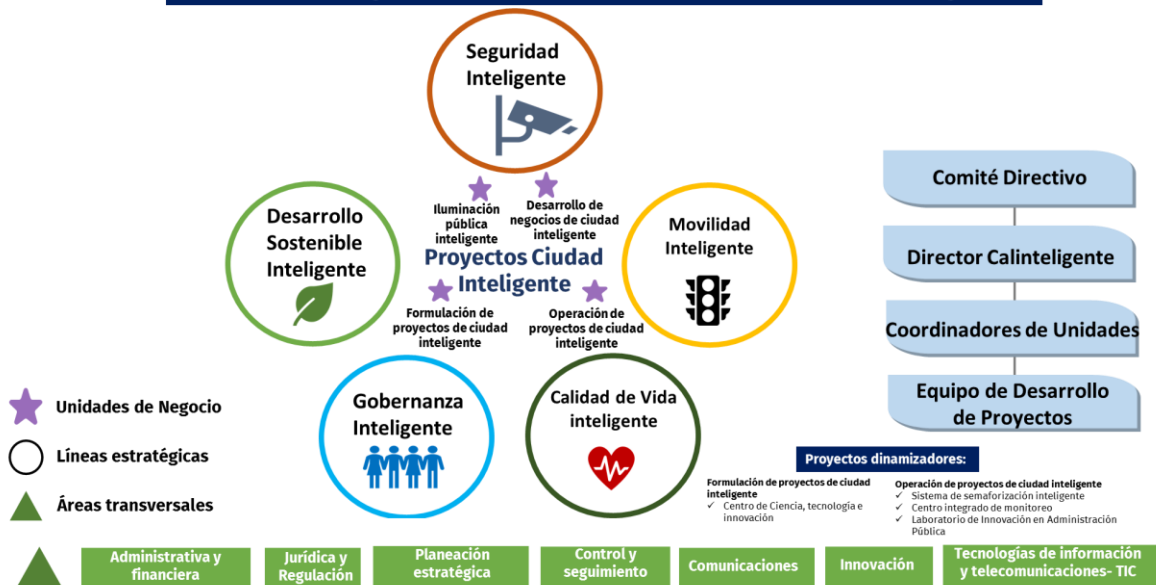 Seguridad
Inteligente
Iluminación
pública
inteligente
Desarrollo de
negocios de ciudad
inteligente
Desarrollo
Sostenible
Inteligente
Proyectos Ciudad
Inteligente
Movilidad
Inteligente
Formulación de
proyectos de ciudad
inteligente
Operación de
proyectos de ciudad
inteligente
Gobernanza
Inteligente
Calidad de Vida
inteligente
Comité Directivo
Director Calinteligente
Coordinadores de Unidades
Equipo de Desarrollo
de Proyectos
Unidades de Negocio
Líneas estratégicas
Áreas transversales
Proyectos dinamizadores:
Formulación de proyectos de ciudad
inteligente
✓ Centro de Ciencia, tecnología e
innovación
Operación de proyectos de ciudad inteligente
✓ Sistema de semaforización inteligente
✓ Centro integrado de monitoreo
✓ Laboratorio de Innovación en Administración
Pública
Administrativa y
financiera
Jurídica y
Regulación
Planeación
estratégica
Control y
seguimiento
Comunicaciones
Innovación
Tecnologías de información
y telecomunicaciones- TIC